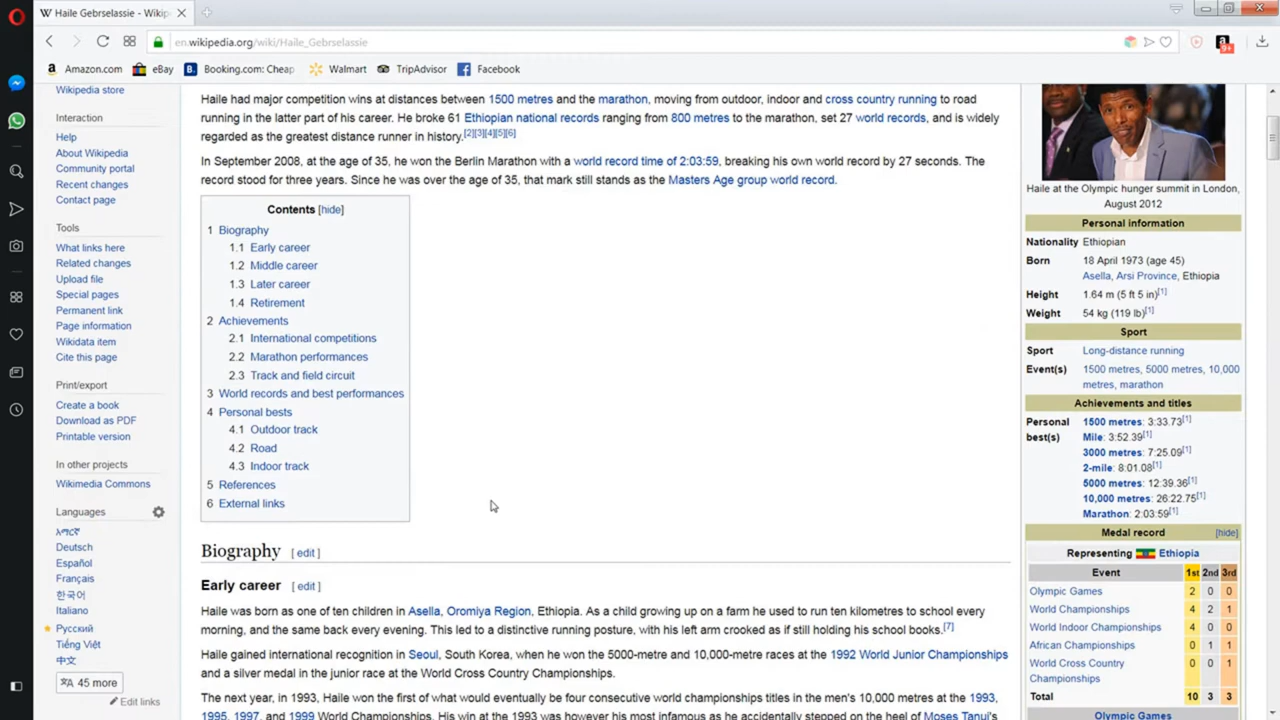 Haile Gebrselassie - Wikip
en.wikipedia.org/wiki/Haile_Gebrselassie
9+
Amazon.com eBay Booking.com: Cheap Walmart TripAdvisor Facebook
Wikipedia store
Interaction
Help
About Wikipedia
Community portal
Recent changes
Contact page
Tools
What links here
Related changes
Upload file
Special pages
Permanent link
Page information
Wikidata item
Cite this page
Print/export
Create a book
Download as PDF
Printable version
In other projects
Wikimedia Commons
Languages
አማርኛ
Deutsch
Español
Français
한국어
Italiano
Русский
Tiếng Việt
中文
45 more
Edit links
Haile had major competition wins at distances between 1500 metres and the marathon, moving from outdoor, indoor and cross country running to road
running in the latter part of his career. He broke 61 Ethiopian national records ranging from 800 metres to the marathon, set 27 world records, and is widely
regarded as the greatest distance runner in history.[2][3][4][5][6]
In September 2008, at the age of 35, he won the Berlin Marathon with a world record time of 2:03:59, breaking his own world record by 27 seconds. The
record stood for three years. Since he was over the age of 35, that mark still stands as the Masters Age group world record.
Contents [hide]
1 Biography
1.1 Early career
1.2 Middle career
1.3 Later career
1.4 Retirement
2 Achievements
2.1 International competitions
2.2 Marathon performances
2.3 Track and field circuit
3 World records and best performances
4 Personal bests
4.1 Outdoor track
4.2 Road
4.3 Indoor track
5 References
6 External links
Biography [ edit ]
Early career [ edit ]
Haile was born as one of ten children in Asella, Oromiya Region, Ethiopia. As a child growing up on a farm he used to run ten kilometres to school every
morning, and the same back every evening. This led to a distinctive running posture, with his left arm crooked as if still holding his school books.[7]
Haile gained international recognition in Seoul, South Korea, when he won the 5000-metre and 10,000-metre races at the 1992 World Junior Championships
and a silver medal in the junior race at the World Cross Country Championships.
The next year, in 1993, Haile won the first of what would eventually be four consecutive world championships titles in the men's 10,000 metres at the 1993,
1995, 1997, and 1999 World Championships. His win at the 1993 was however his most infamous as he accidentally stepped on the heel of Moses Tanui's
Haile at the Olympic hunger summit in London,
August 2012
Personal information
Nationality Ethiopian
Born 18 April 1973 (age 45)
Asella, Arsi Province, Ethiopia
Height 1.64 m (5 ft 5 in)[1]
Weight 54 kg (119 lb)[1]
Sport
Sport Long-distance running
Event(s) 1500 metres, 5000 metres, 10,000
metres, marathon
Achievements and titles
Personal 1500 metres: 3:33.73[1]
best(s) Mile: 3:52.39[1]
3000 metres: 7:25.09[1]
2-mile: 8:01.08[1]
5000 metres: 12:39.36[1]
10,000 metres: 26:22.75[1]
Marathon: 2:03:59[1]
Medal record [hide]
Representing Ethiopia
Event 1st 2nd 3rd
Olympic Games 2 0 0
World Championships 4 2 1
World Indoor Championships 4 0 0
African Championships 0 1 1
World Cross Country 0 0 1
Championships
Total 10 3 3
Olympic Games